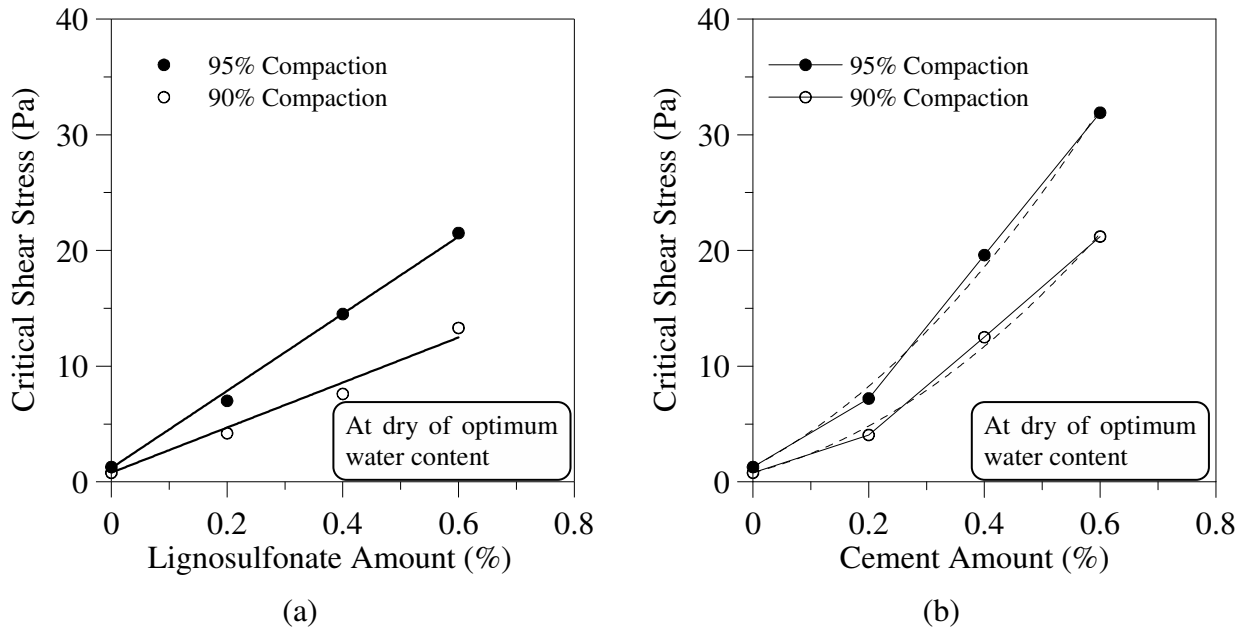 40
30
20
10
0
Critical Shear Stress (Pa)
95% Compaction
90% Compaction
At dry of optimum
water content
0 0.2 0.4 0.6 0.8
Lignosulfonate Amount (%)
(a)
40
30
20
10
0
Critical Shear Stress (Pa)
95% Compaction
90% Compaction
At dry of optimum
water content
0 0.2 0.4 0.6 0.8
Cement Amount (%)
(b)